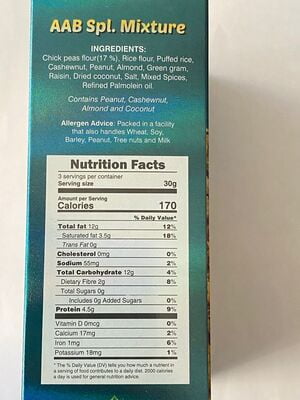 AAB Spl. Mixture
INGREDIENTS:
Chick peas flour(17 %), Rice flour, Puffed rice,
Cashewnut, Peanut, Almond, Green gram,
Raisin, Dried coconut, Salt, Mixed Spices,
Refined Palmolein oil.
Contains Peanut, Cashewnut,
Almond and Coconut
Allergen Advice: Packed in a facility
that also handles Wheat, Soy,
Barley, Peanut, Tree nuts and Milk
Nutrition Facts
3 servings per container
Serving size 30g
Amount per Serving
Calories 170
% Daily Value*
Total fat 12g 12%
Saturated fat 3.5g 18%
Trans Fat 0g
Cholesterol 0mg 0%
Sodium 55mg 2%
Total Carbohydrate 12g 4%
Dietary Fibre 2g 8%
Total Sugars 0g
Includes 0g Added Sugars 0%
Protein 4.5g 9%
Vitamin D 0mcg 0%
Calcium 17mg 2%
Iron 1mg 6%
Potassium 18mg 1%
* The % Daily Value (DV) tells you how much a nutrient in
a serving of food contributes to a daily diet. 2000 calories
a day is used for general nutrition advice.